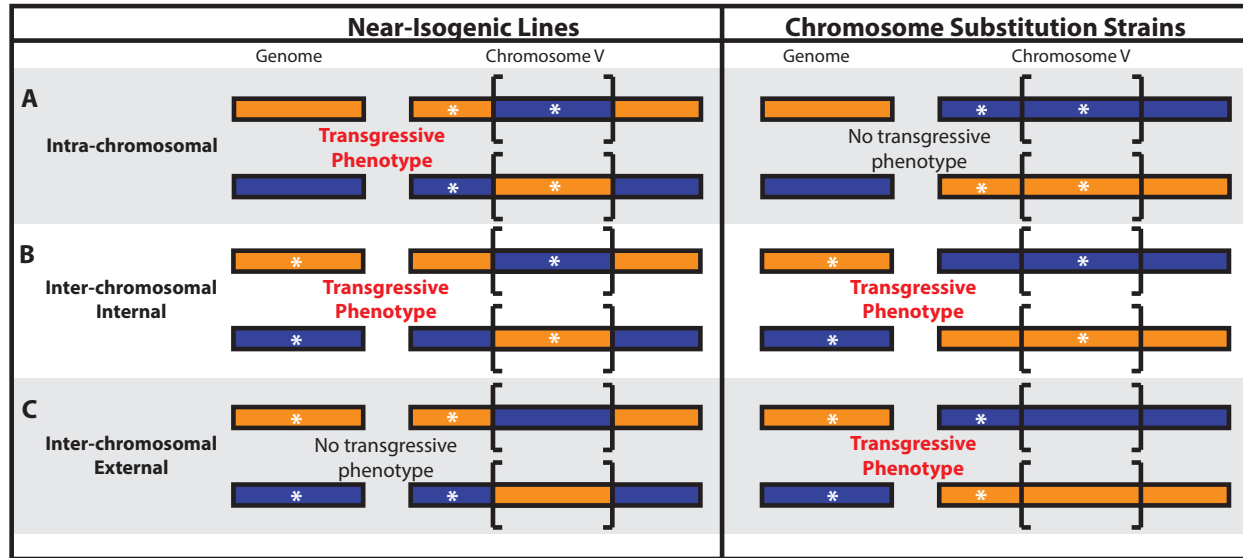 Near-Isogenic Lines
Chromosome Substitution Strains
Genome
Chromosome V
Genome
Chromosome V
A
Intra-chromosomal
* * *
Transgressive
Phenotype
* *
* *
No transgressive
phenotype
* *
B
Inter-chromosomal
Internal
* *
Transgressive
Phenotype
* *
* *
Transgressive
Phenotype
* *
C
Inter-chromosomal
External
* *
No transgressive
phenotype
* *
* *
Transgressive
Phenotype
* *